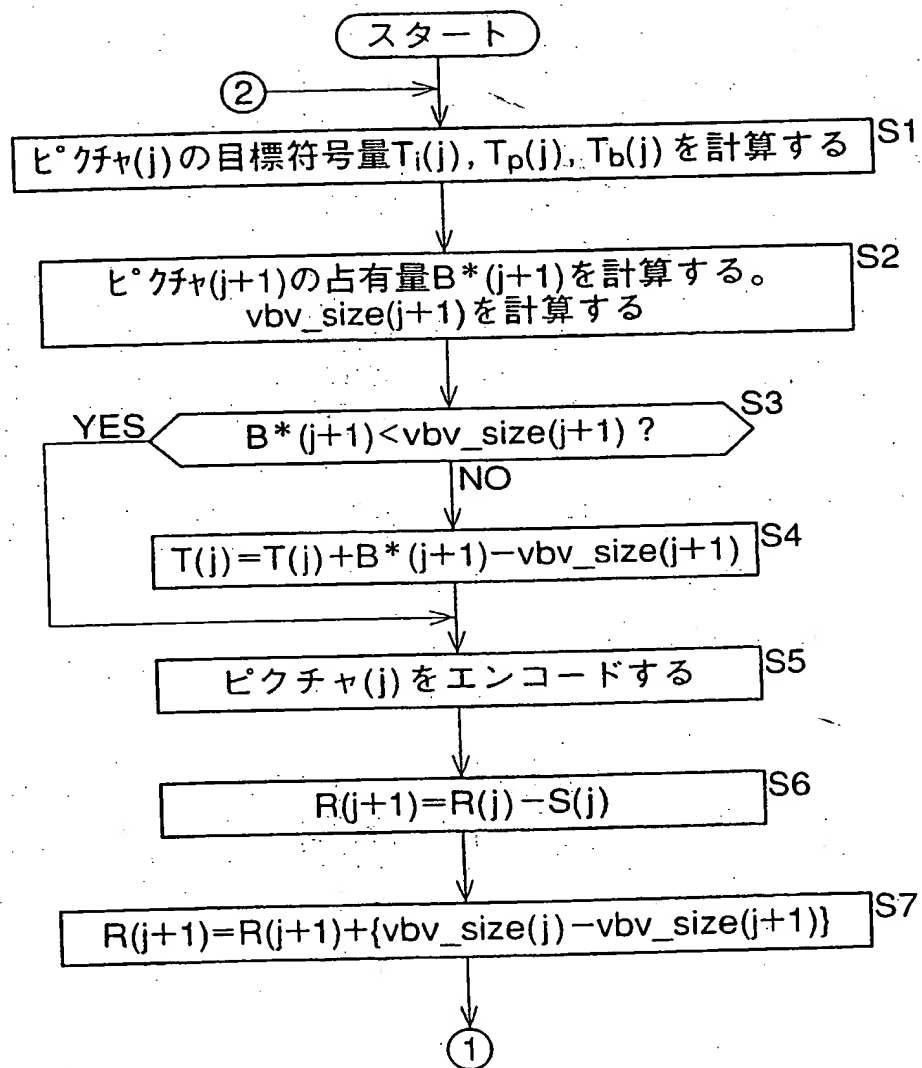 スタート
②
ピクチャ(j)の目標符号量Ti(j), Tp(j), Tb(j)を計算する
S1
ピクチャ(j+1)の占有量B*(j+1)を計算する。
vbv_size(j+1)を計算する
S2
YES
B*(j+1)<vbv_size(j+1) ?
S3
NO
T(j)=T(j)+B*(j+1)−vbv_size(j+1)
S4
ピクチャ(j)をエンコードする
S5
R(j+1)=R(j)−S(j)
S6
R(j+1)=R(j+1)+{vbv_size(j)−vbv_size(j+1)}
S7
①